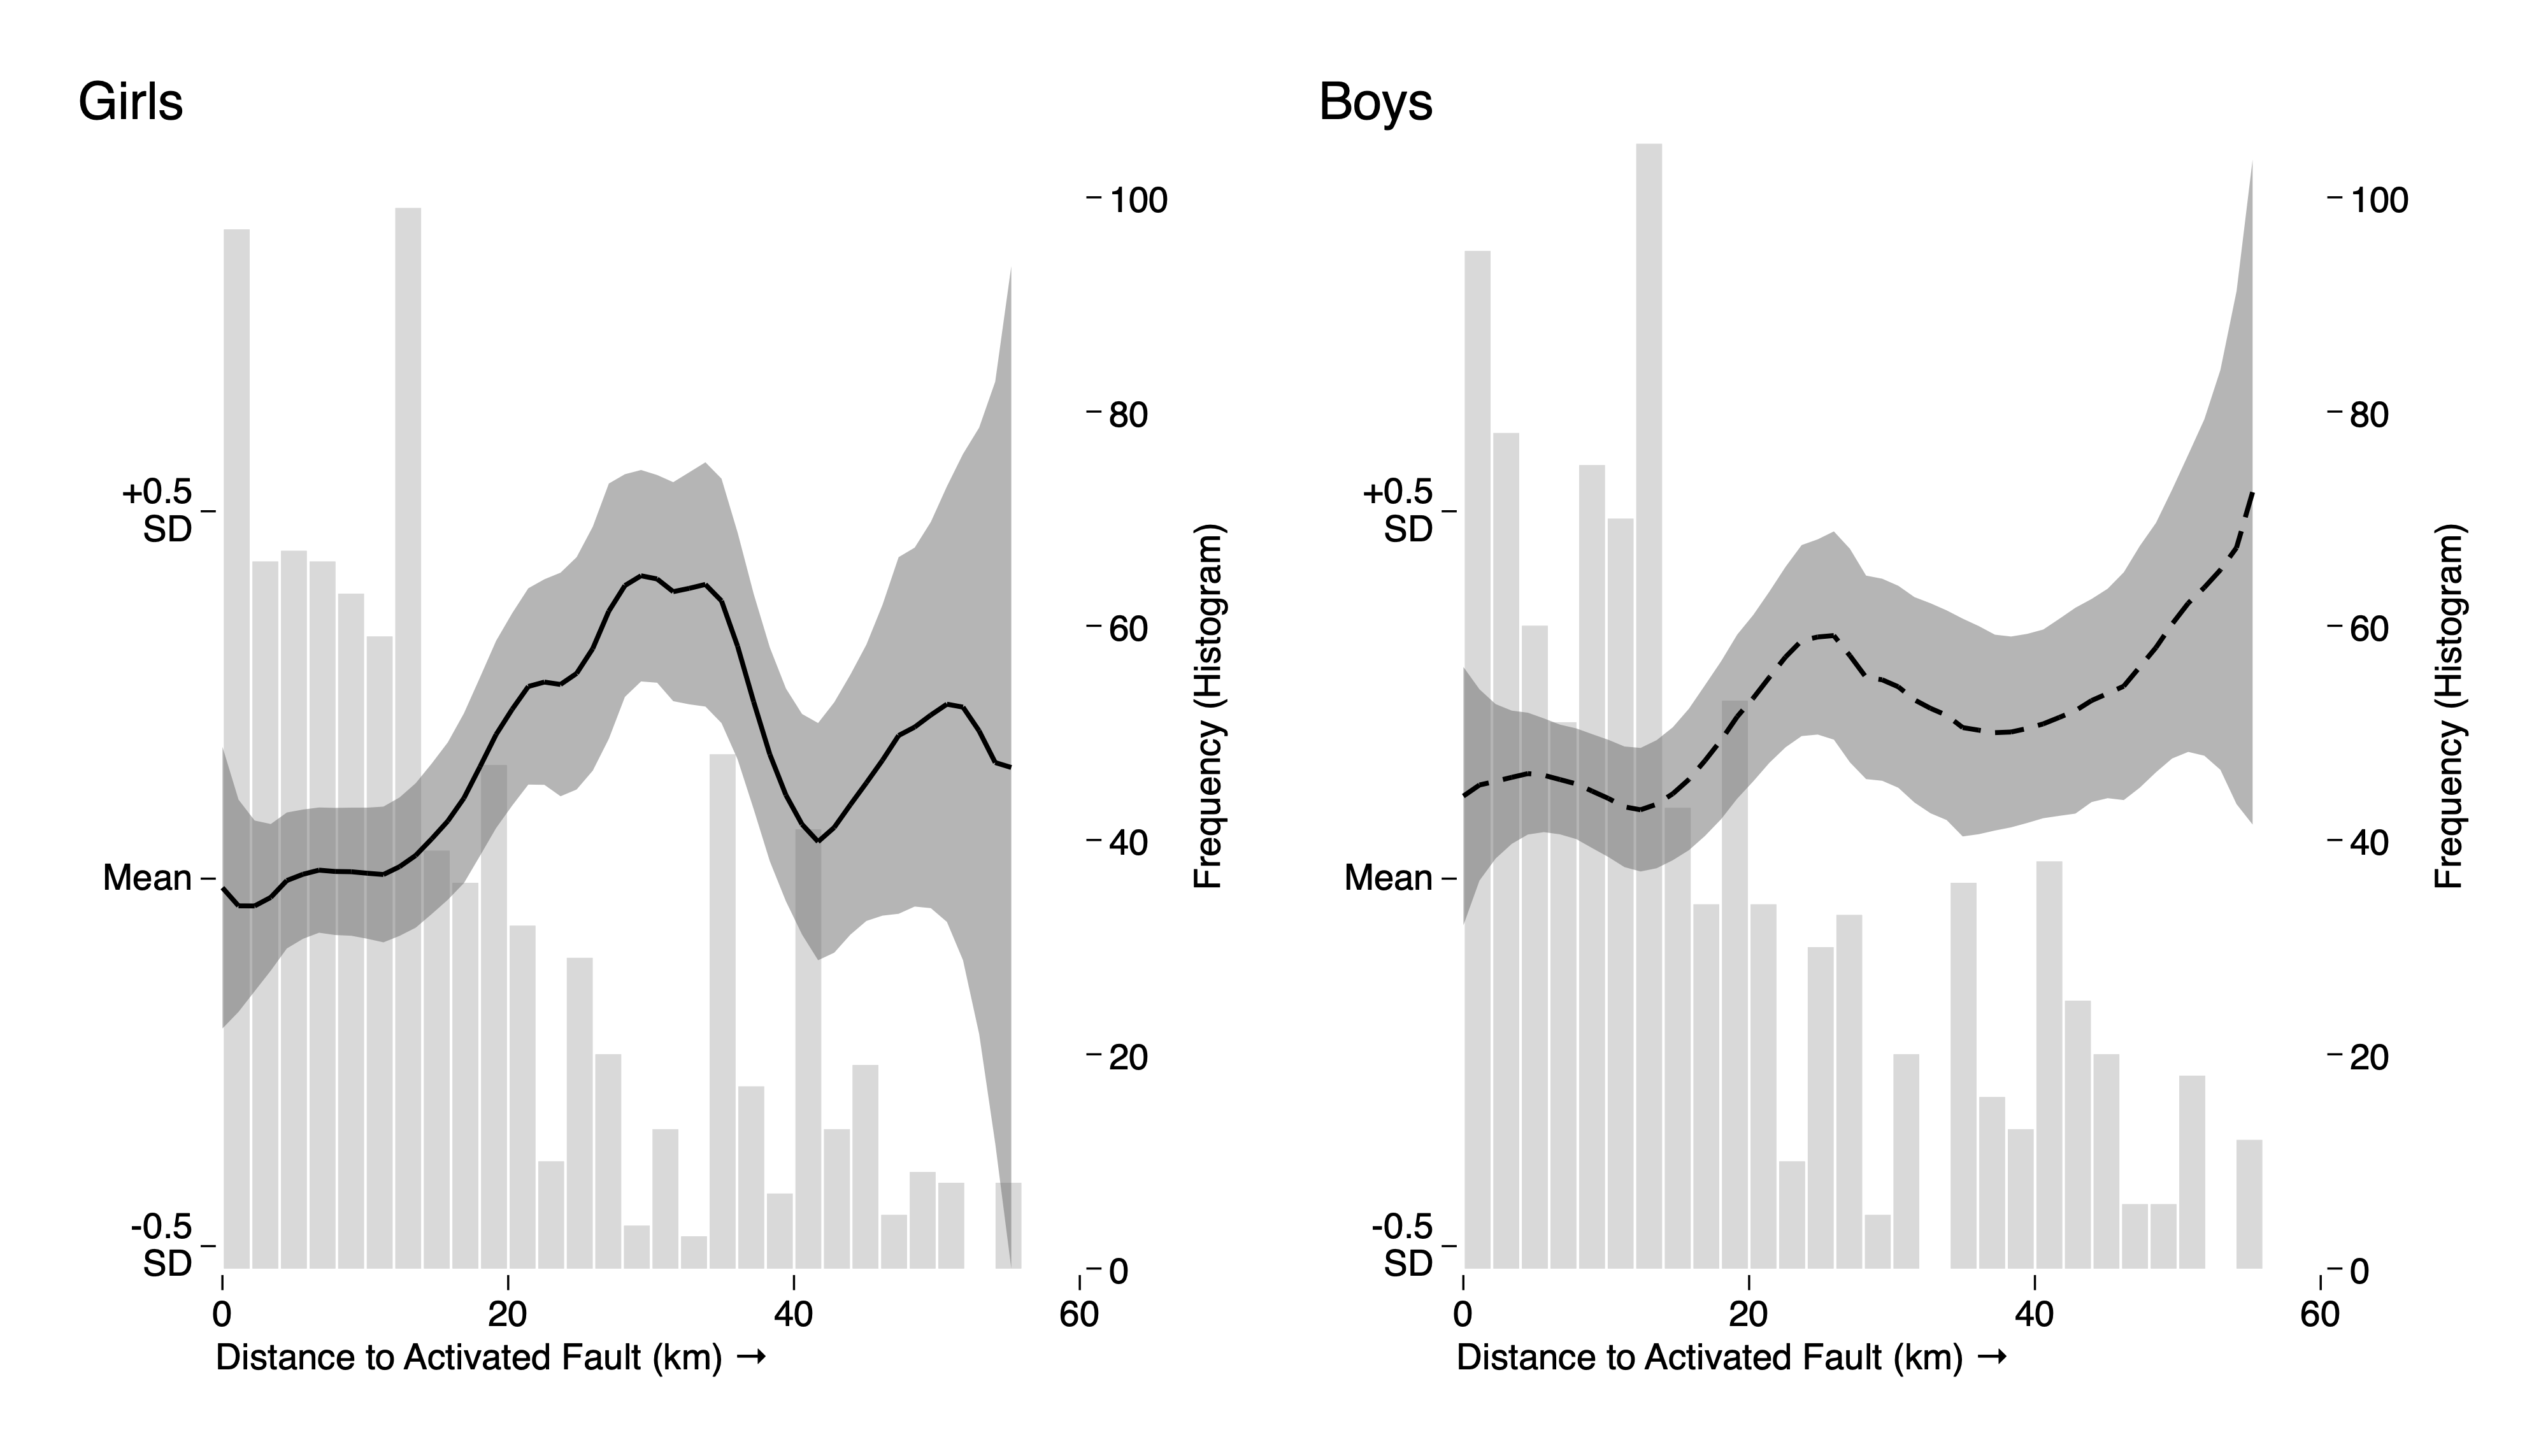 Girls
100
80
60
40
20
0
Frequency (Histogram)
+0.5
SD
Mean
-0.5
SD
0 20 40 60
Distance to Activated Fault (km) →
Boys
100
80
60
40
20
0
Frequency (Histogram)
+0.5
SD
Mean
-0.5
SD
0 20 40 60
Distance to Activated Fault (km) →